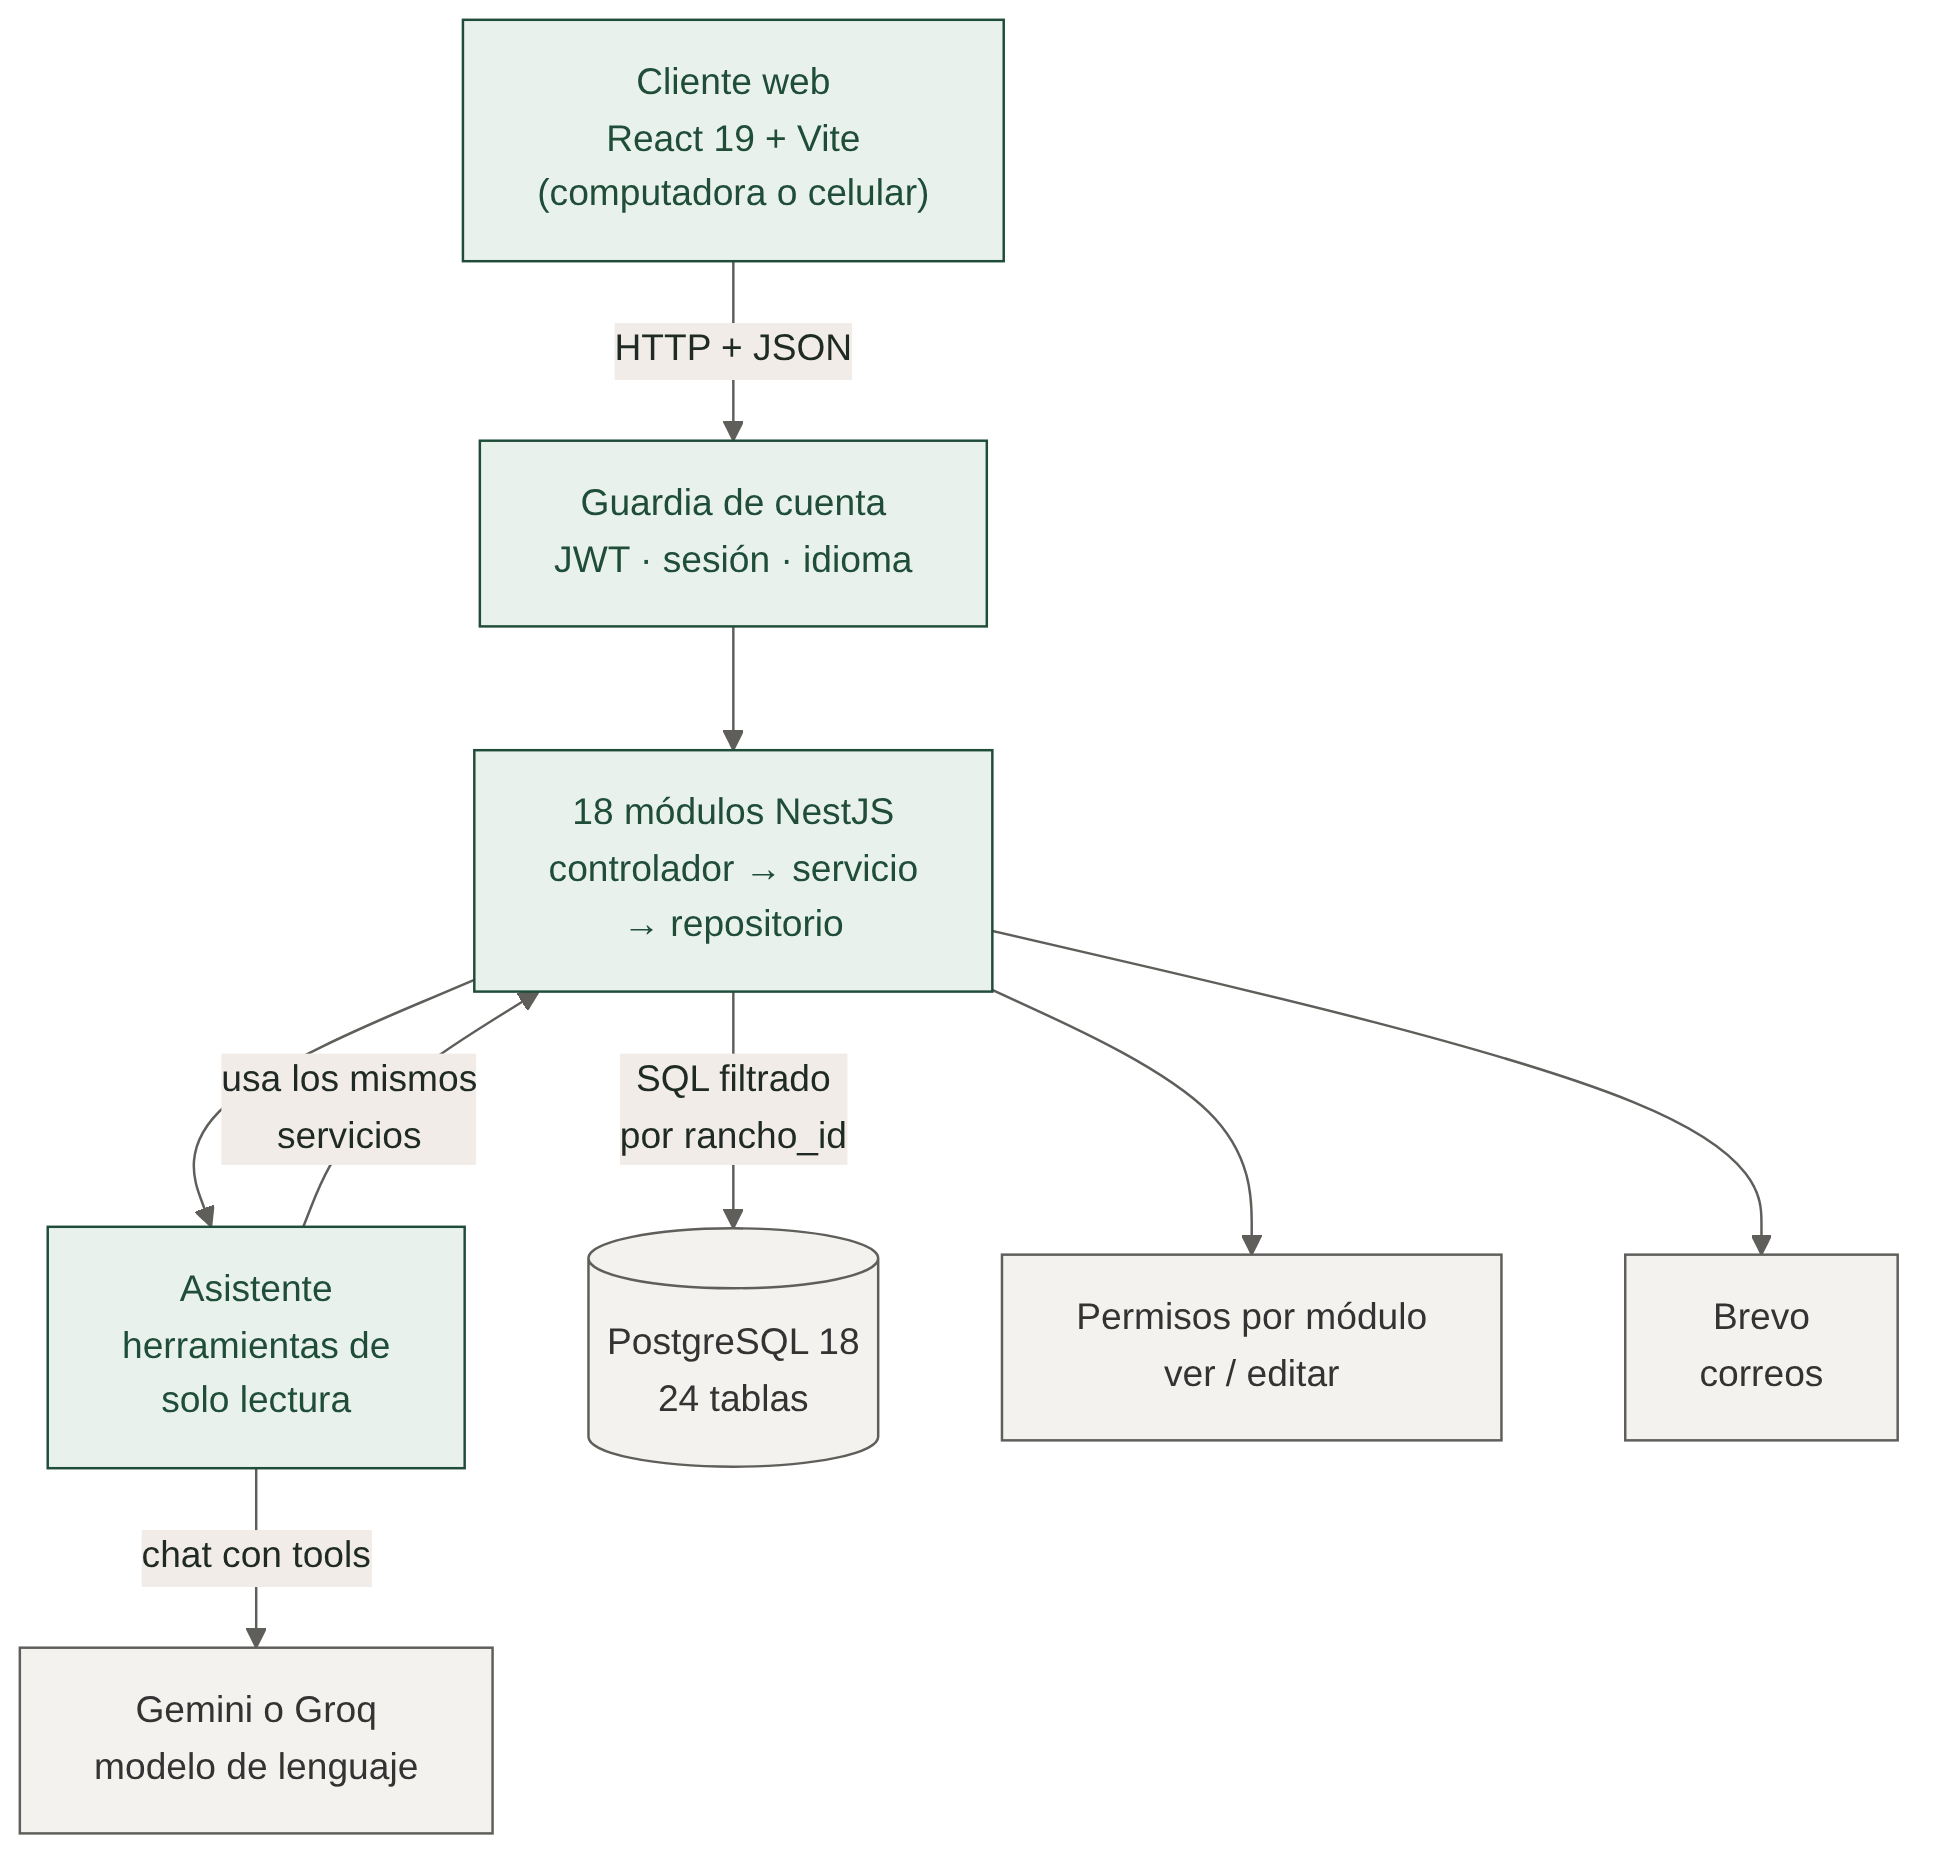 Cliente web
React 19 + Vite
(computadora o celular)
HTTP + JSON
Guardia de cuenta
JWT · sesión · idioma
18 módulos NestJS
controlador → servicio
→ repositorio
usa los mismos
servicios
SQL filtrado
por rancho_id
Asistente
herramientas de
solo lectura
PostgreSQL 18
24 tablas
Permisos por módulo
ver / editar
Brevo
correos
chat con tools
Gemini o Groq
modelo de lenguaje